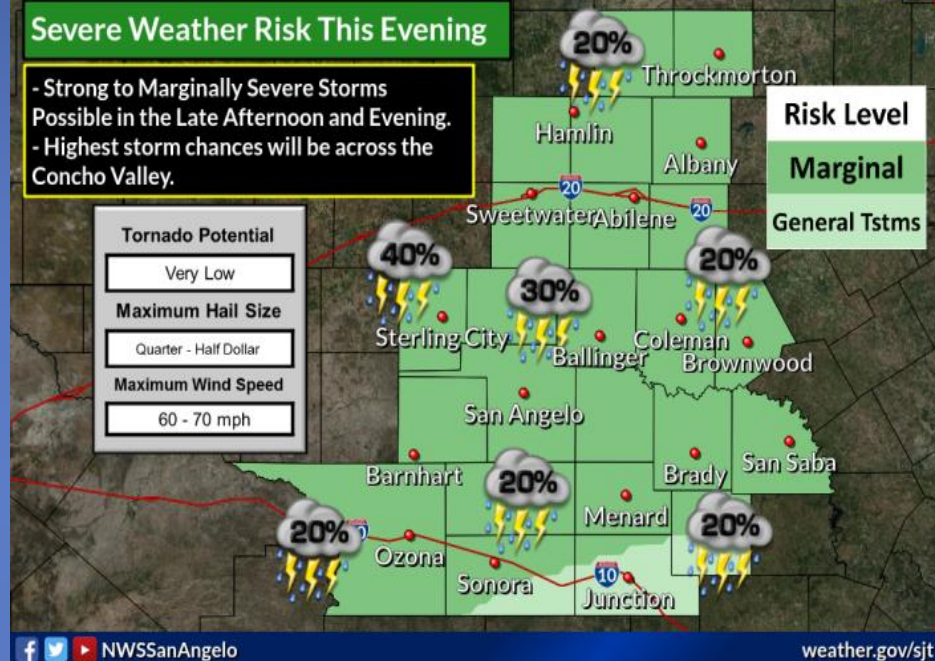 Severe Weather Risk This Evening
- Strong to Marginally Severe Storms
Possible in the Late Afternoon and Evening.
- Highest storm chances will be across the
Concho Valley.
Risk Level
Marginal
General Tstms
Tornado Potential
Very Low
Maximum Hail Size
Quarter - Half Dollar
Maximum Wind Speed
60 - 70 mph
20%
Throckmorton
Hamlin
Albany
20
Sweetwater
Abilene
20
40%
20%
30%
Sterling City
Ballinger
Coleman
Brownwood
San Angelo
Barnhart
20%
Brady
San Saba
Menard
20%
20%
Ozona
Sonora
10
Junction
NWSSanAngelo
weather.gov/sjt